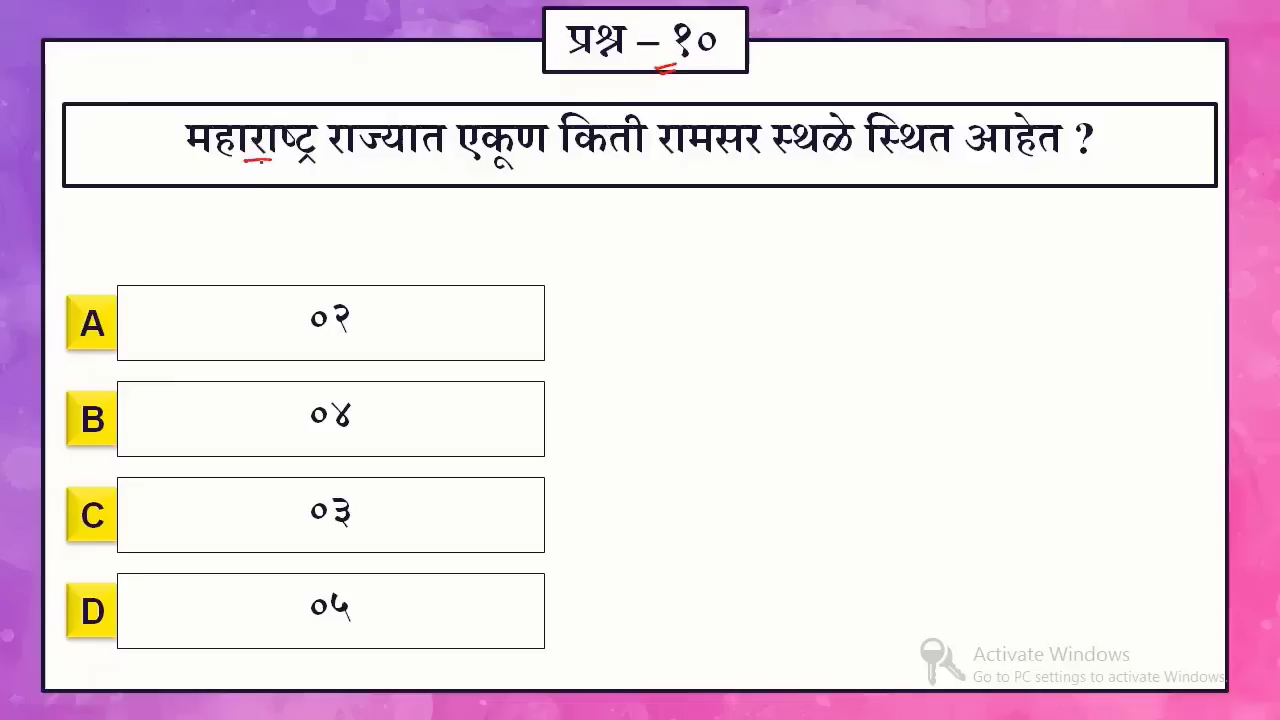 प्रश्न – १०
महाराष्ट्र राज्यात एकूण किती रामसर स्थळे स्थित आहेत ?
A ०२
B ०४
C ०३
D ०५
Activate Windows
Go to PC settings to activate Windows.